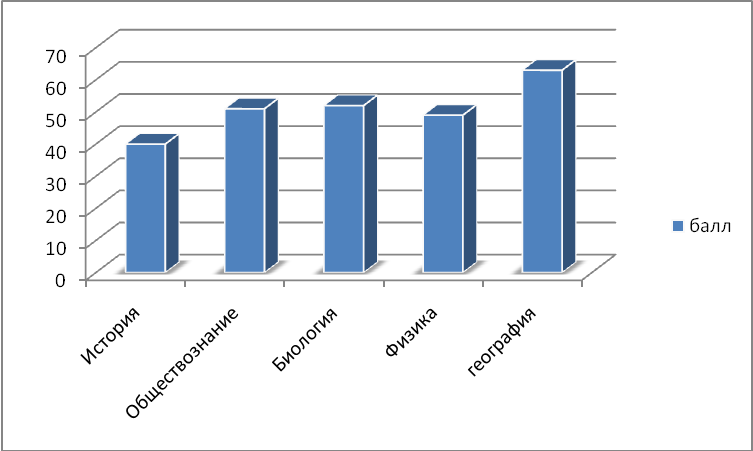 70
60
50
40
30
20
10
0
История
Обществознание
Биология
Физика
география
балл